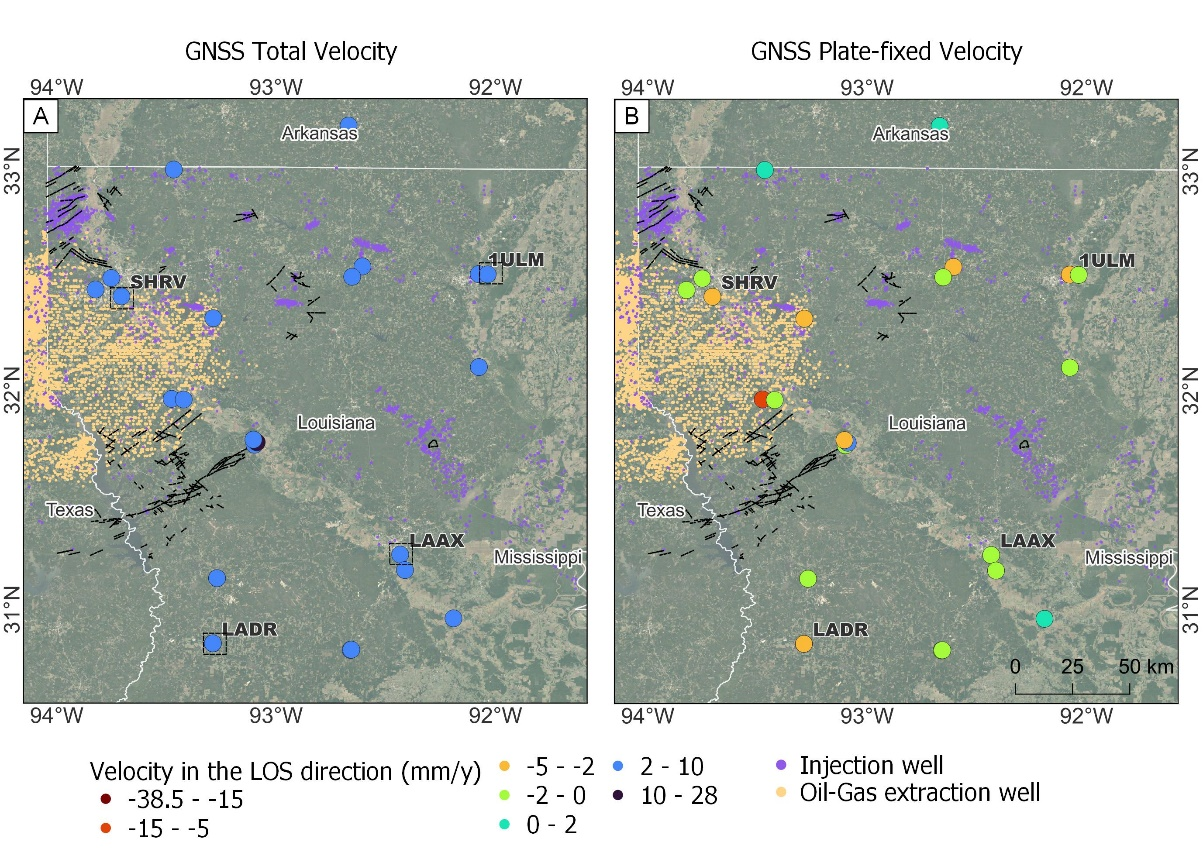 GNSS Total Velocity
GNSS Plate-fixed Velocity
94°W 93°W 92°W
94°W 93°W 92°W
A
B
Arkansas
Arkansas
33°N
33°N
SHRV
1ULM
SHRV
1ULM
32°N
32°N
Louisiana
Louisiana
Texas
Texas
LAAX
LAAX
Mississippi
Mississippi
31°N
31°N
LADR
LADR
0 25 50 km
94°W 93°W 92°W
94°W 93°W 92°W
Velocity in the LOS direction (mm/y)
-38.5 - -15
-15 - -5
-5 - -2
-2 - 0
0 - 2
2 - 10
10 - 28
Injection well
Oil-Gas extraction well